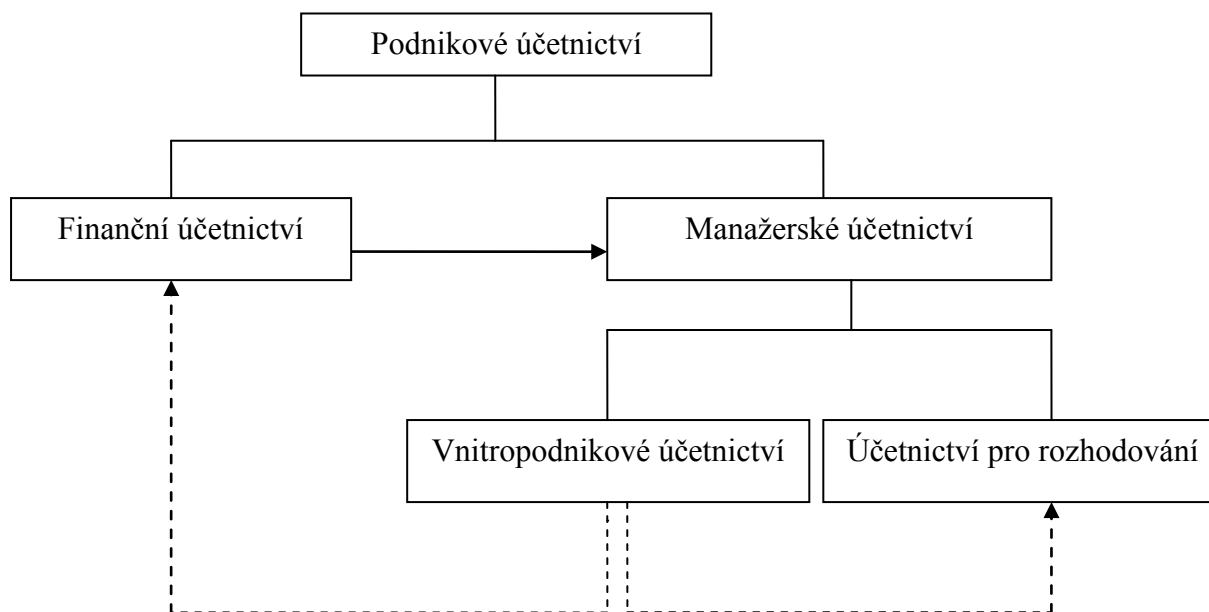 Podnikové účetnictví
Finanční účetnictví
Manažerské účetnictví
Vnitropodnikové účetnictví
Účetnictví pro rozhodování